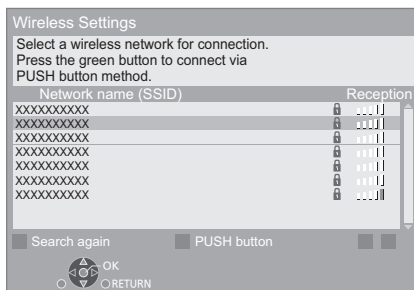 Wireless Settings
Select a wireless network for connection.
Press the green button to connect via
PUSH button method.
Network name (SSID) Reception
XXXXXXXXXX
XXXXXXXXXX
XXXXXXXXXX
XXXXXXXXXX
XXXXXXXXXX
XXXXXXXXXX
XXXXXXXXXX
Search again PUSH button
OK
RETURN